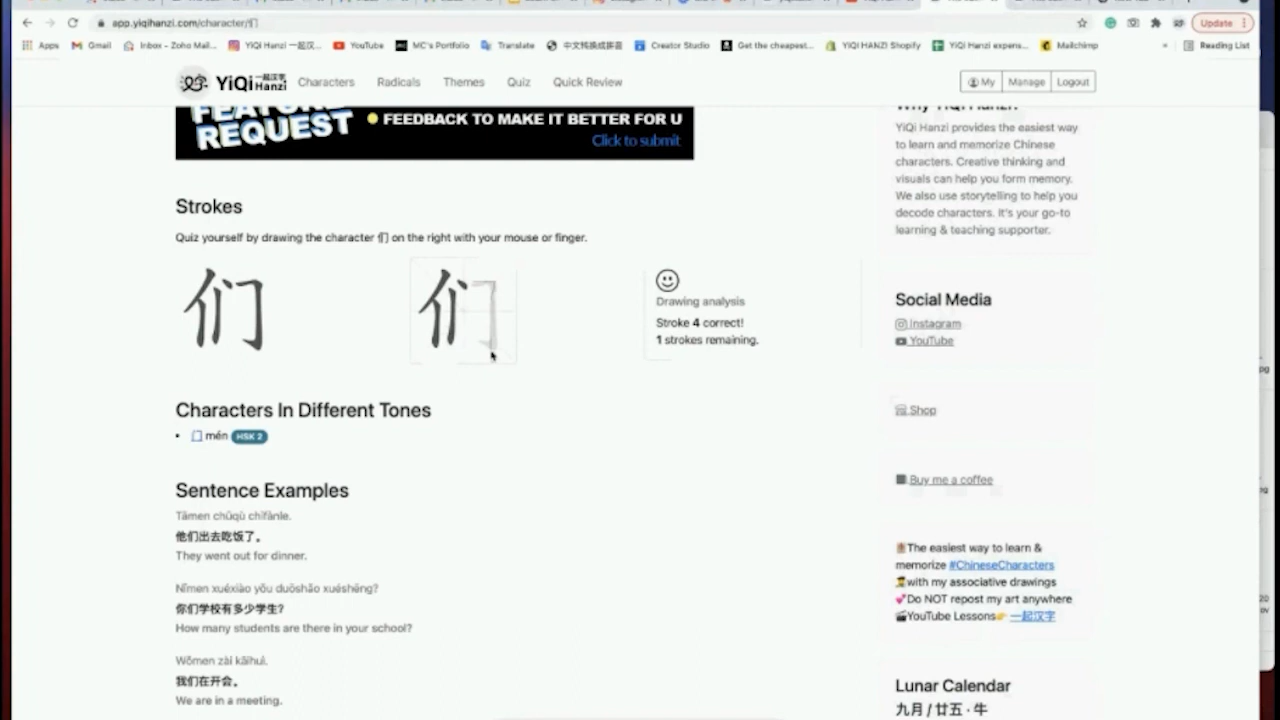 app.yiqihanzi.com/character/们
Update
Apps
Gmail
Inbox - Zoho Mail...
YiQi HANZI 一起汉...
YouTube
MC's Portfolio
Translate
中文转换成拼音
Creator Studio
Get the cheapest...
YIQI HANZI Shopify
YiQi Hanzi expens...
Mailchimp
»
Reading List
YiQi 一起汉字 Hanzi
Characters
Radicals
Themes
Quiz
Quick Review
My
Manage
Logout
FEATURE
REQUEST
FEEDBACK TO MAKE IT BETTER FOR U
Click to submit
Strokes
Quiz yourself by drawing the character 们 on the right with your mouse or finger.
们
们
Drawing analysis
Stroke 4 correct!
1 strokes remaining.
Characters In Different Tones
门 mén HSK 2
Sentence Examples
Tāmen chūqù chīfànle.
他们出去吃饭了。
They went out for dinner.
Nǐmen xuéxiào yǒu duōshǎo xuéshēng?
你们学校有多少学生?
How many students are there in your school?
Wǒmen zài kāihuì.
我们在开会。
We are in a meeting.
Why YiQi Hanzi?
YiQi Hanzi provides the easiest way
to learn and memorize Chinese
characters. Creative thinking and
visuals can help you form memory.
We also use storytelling to help you
decode characters. It's your go-to
learning & teaching supporter.
Social Media
Instagram
YouTube
Shop
Buy me a coffee
The easiest way to learn &
memorize #ChineseCharacters
with my associative drawings
Do NOT repost my art anywhere
YouTube Lessons👉 一起汉字
Lunar Calendar
九月 / 廿五 · 牛